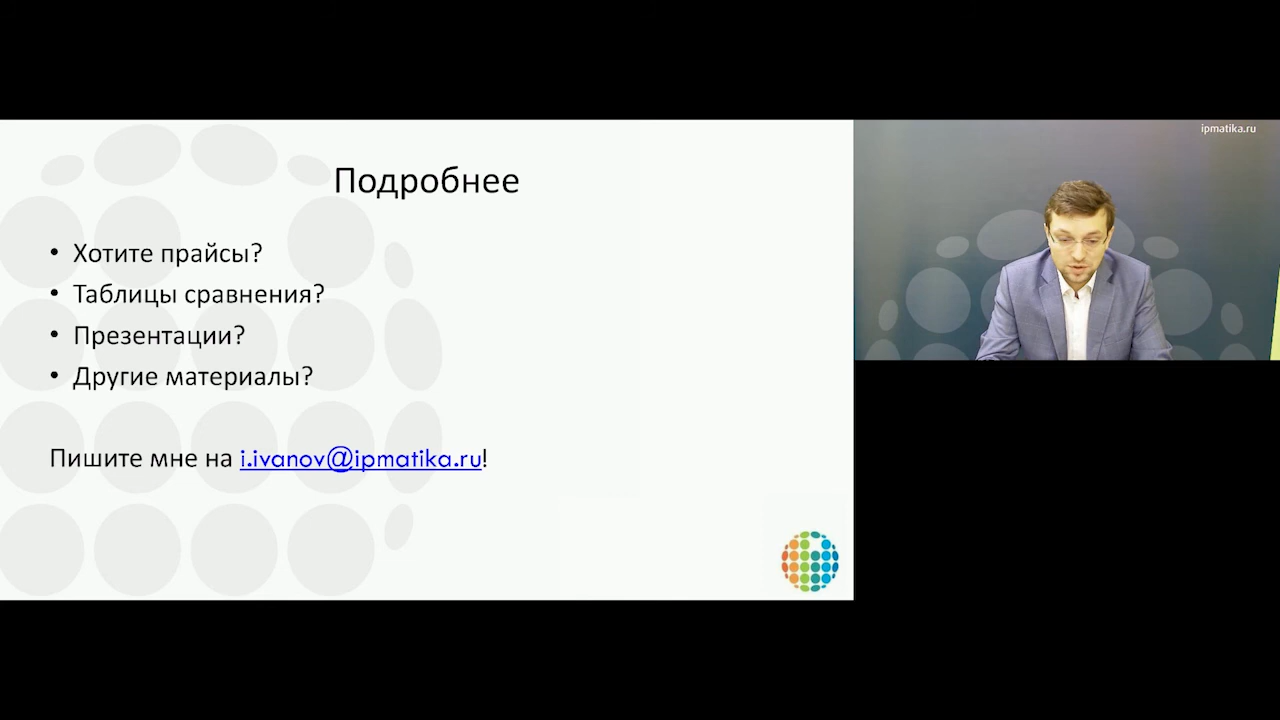 Подробнее
• Хотите прайсы?
• Таблицы сравнения?
• Презентации?
• Другие материалы?
Пишите мне на i.ivanov@ipmatika.ru!
ipmatika.ru